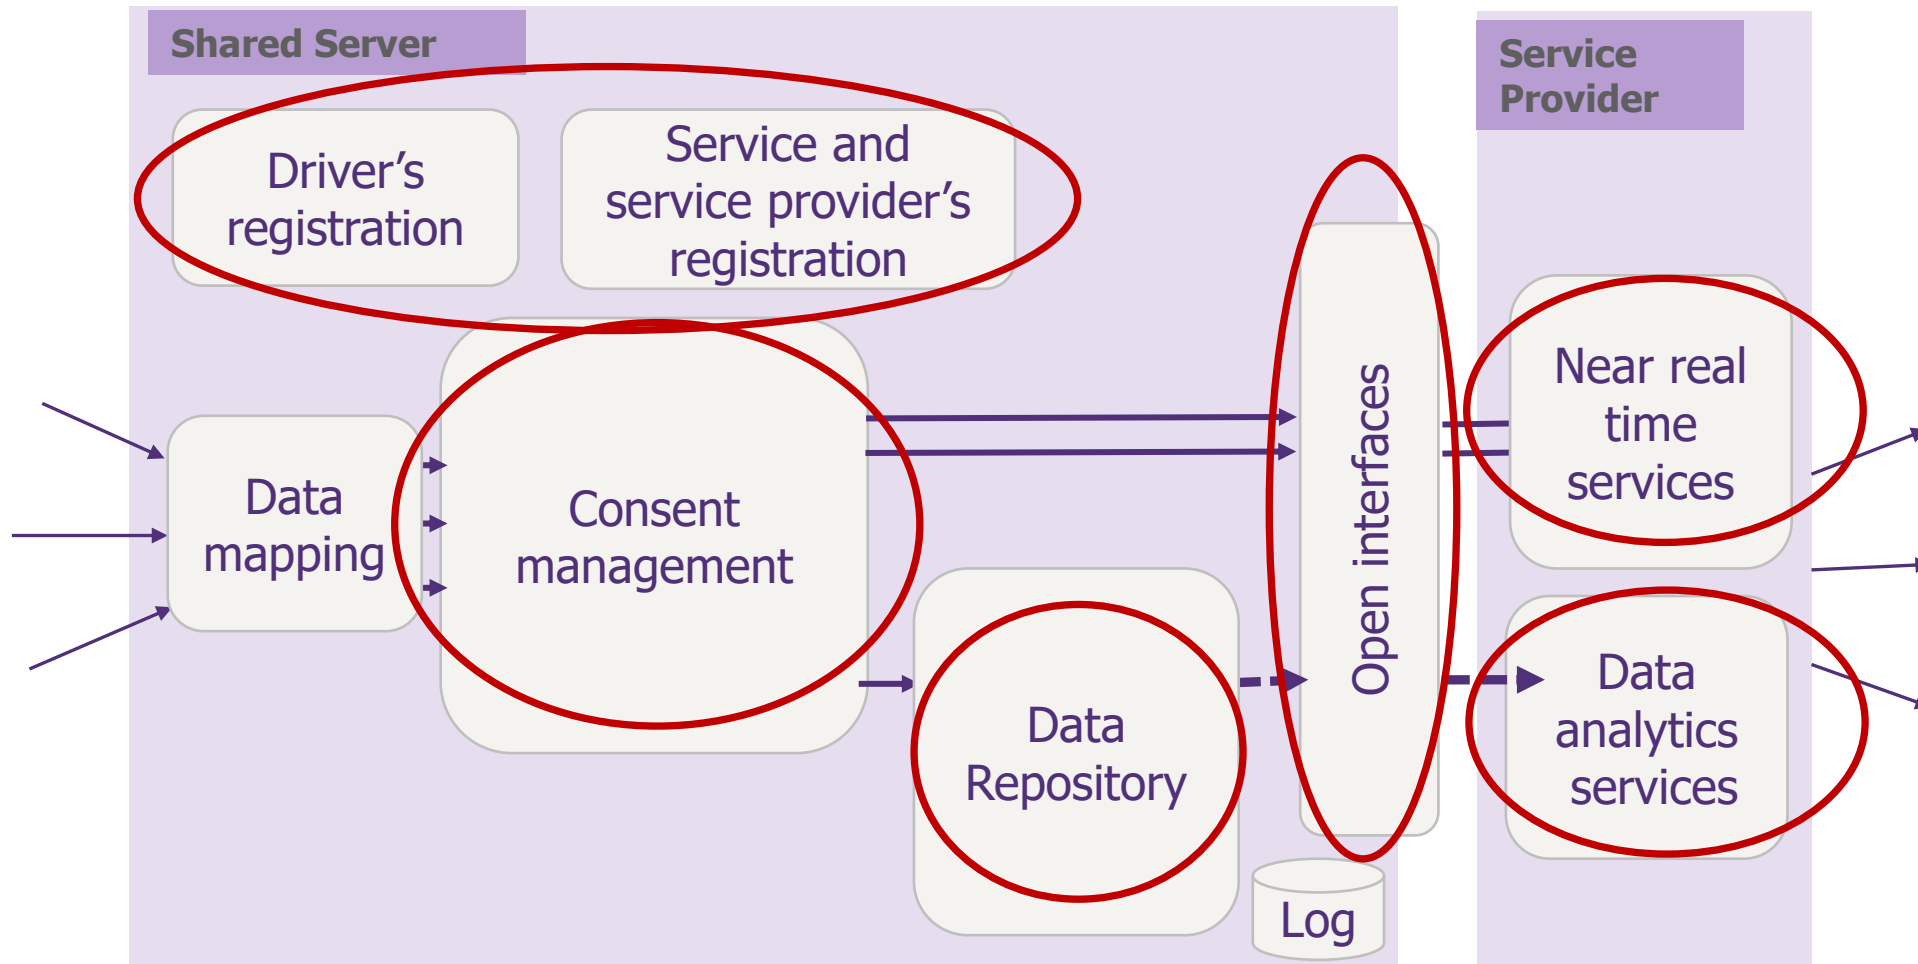 Shared Server
Service
Provider
Driver’s
registration
Service and
service provider’s
registration
Data
mapping
Consent
management
Data
Repository
Open interfaces
Log
Near real
time
services
Data
analytics
services